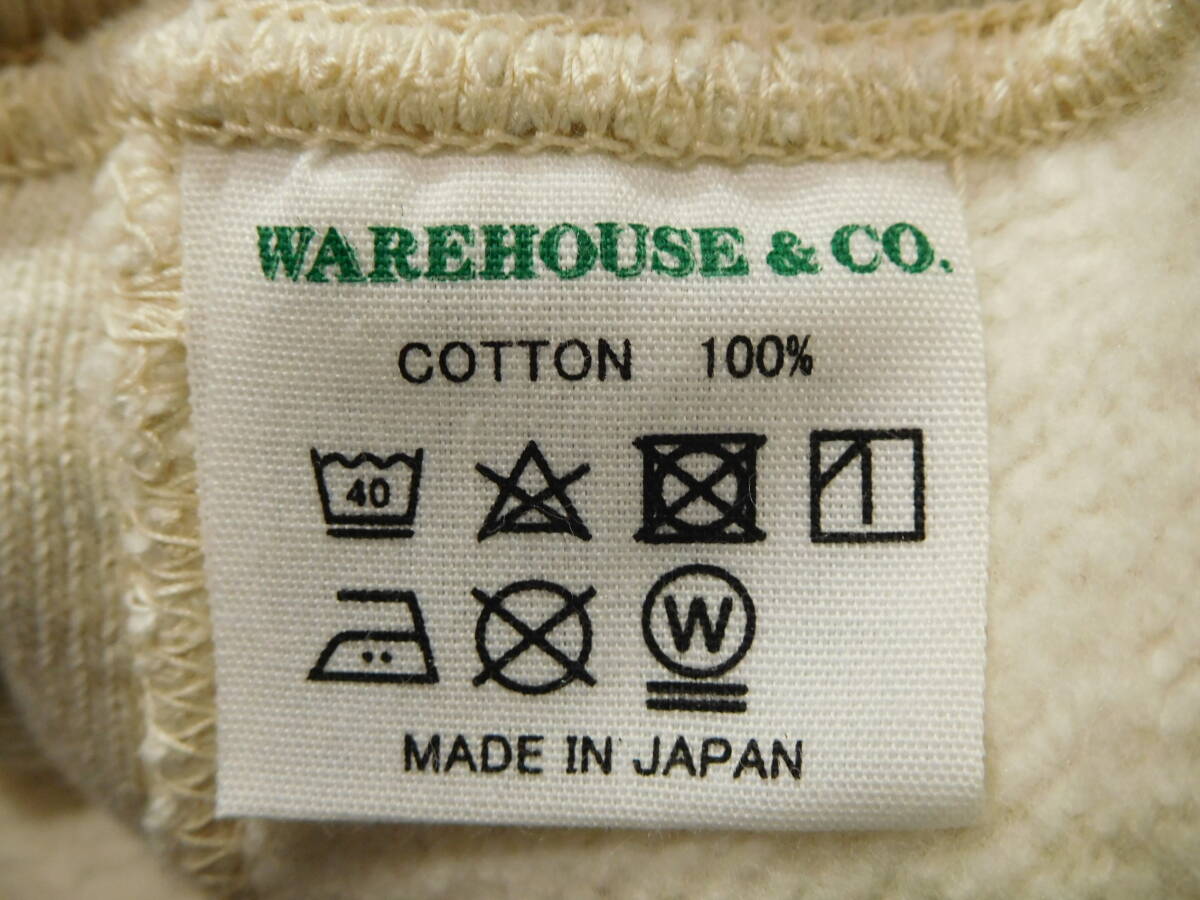 WAREHOUSE & CO.
COTTON 100%
40
W
MADE IN JAPAN